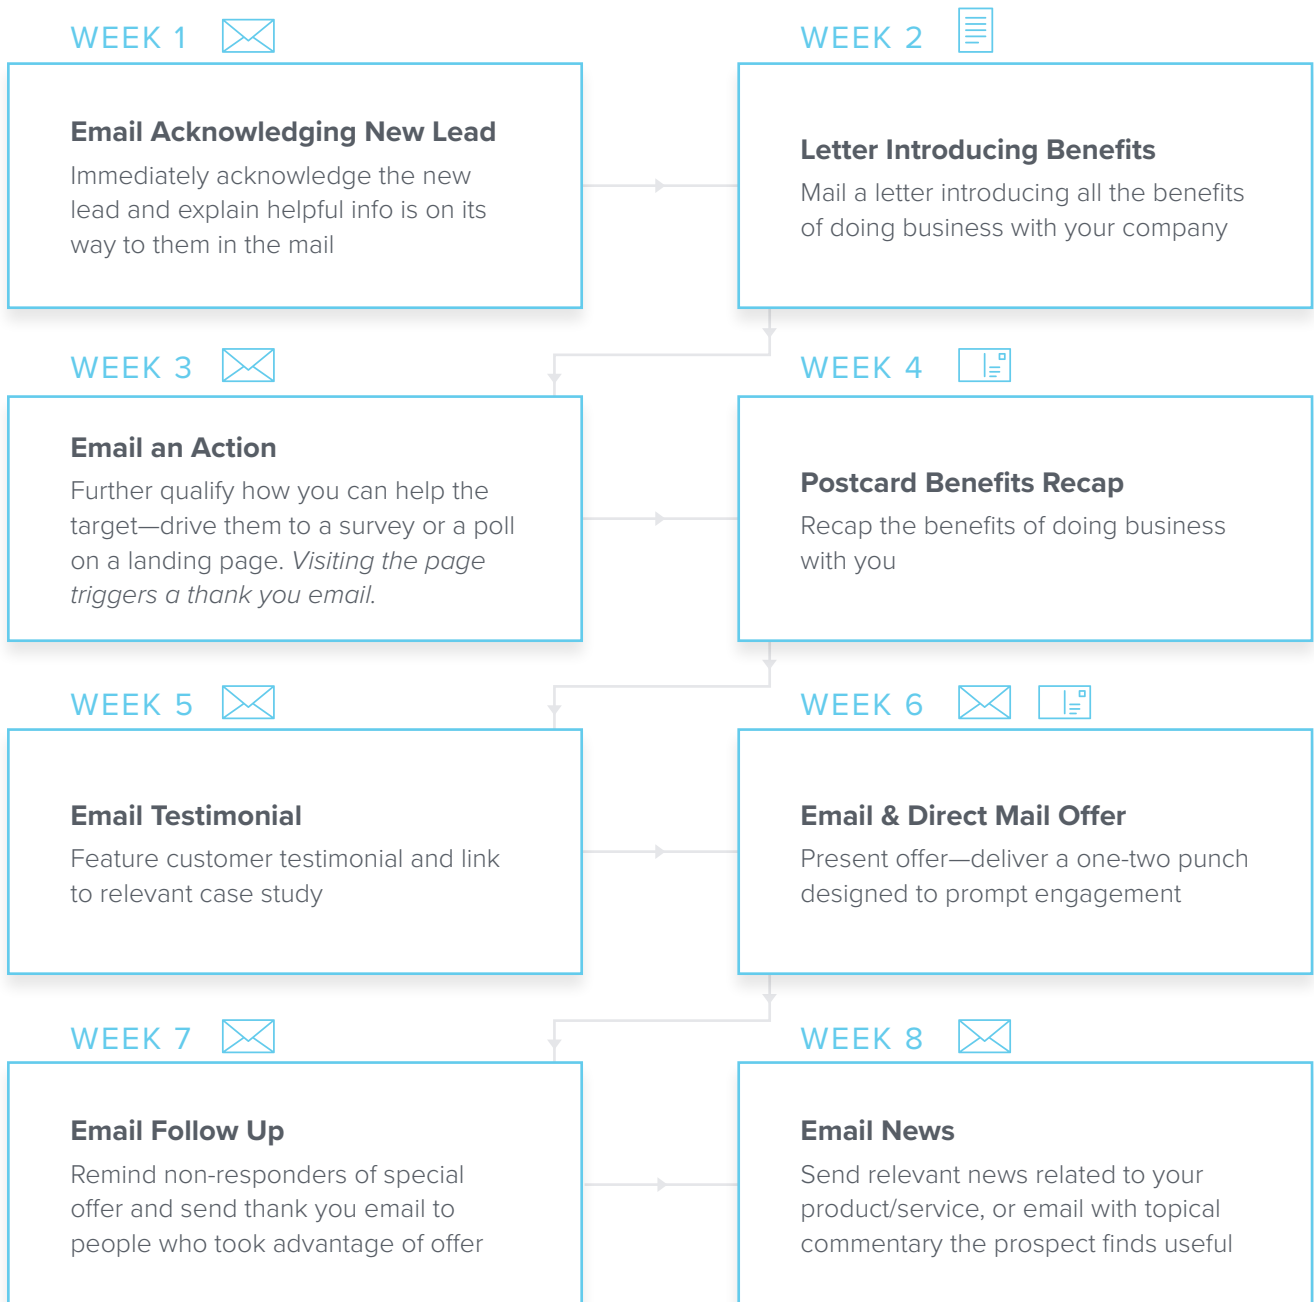 WEEK 1
Email Acknowledging New Lead
Immediately acknowledge the new
lead and explain helpful info is on its
way to them in the mail
WEEK 2
Letter Introducing Benefits
Mail a letter introducing all the benefits
of doing business with your company
WEEK 3
Email an Action
Further qualify how you can help the
target—drive them to a survey or a poll
on a landing page. Visiting the page
triggers a thank you email.
WEEK 4
Postcard Benefits Recap
Recap the benefits of doing business
with you
WEEK 5
Email Testimonial
Feature customer testimonial and link
to relevant case study
WEEK 6
Email & Direct Mail Offer
Present offer—deliver a one-two punch
designed to prompt engagement
WEEK 7
Email Follow Up
Remind non-responders of special
offer and send thank you email to
people who took advantage of offer
WEEK 8
Email News
Send relevant news related to your
product/service, or email with topical
commentary the prospect finds useful